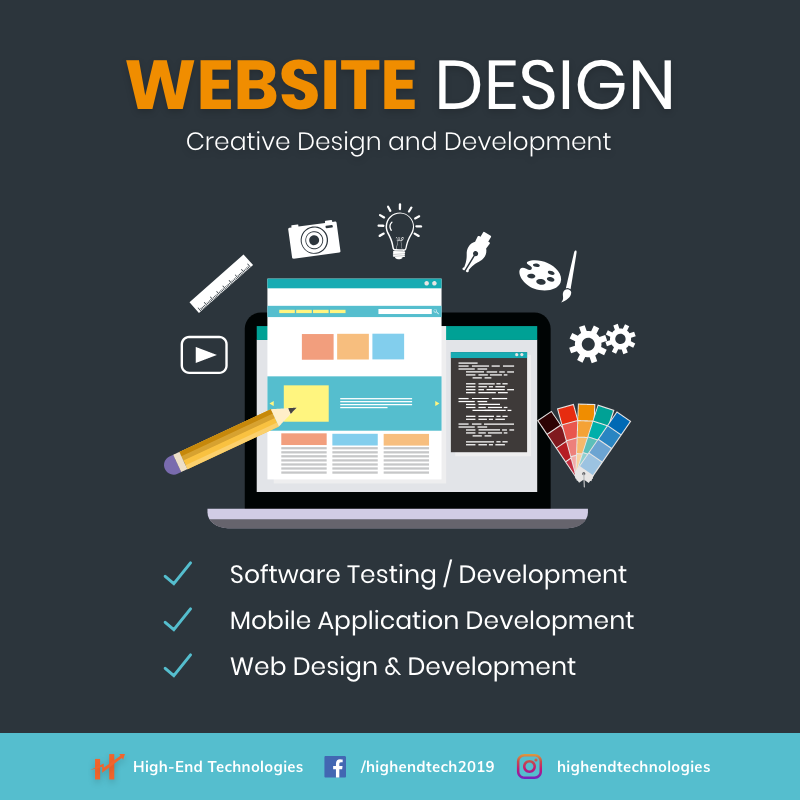 WEBSITE DESIGN
Creative Design and Development
Software Testing / Development
Mobile Application Development
Web Design & Development
High-End Technologies /highendtech2019 highendtechnologies